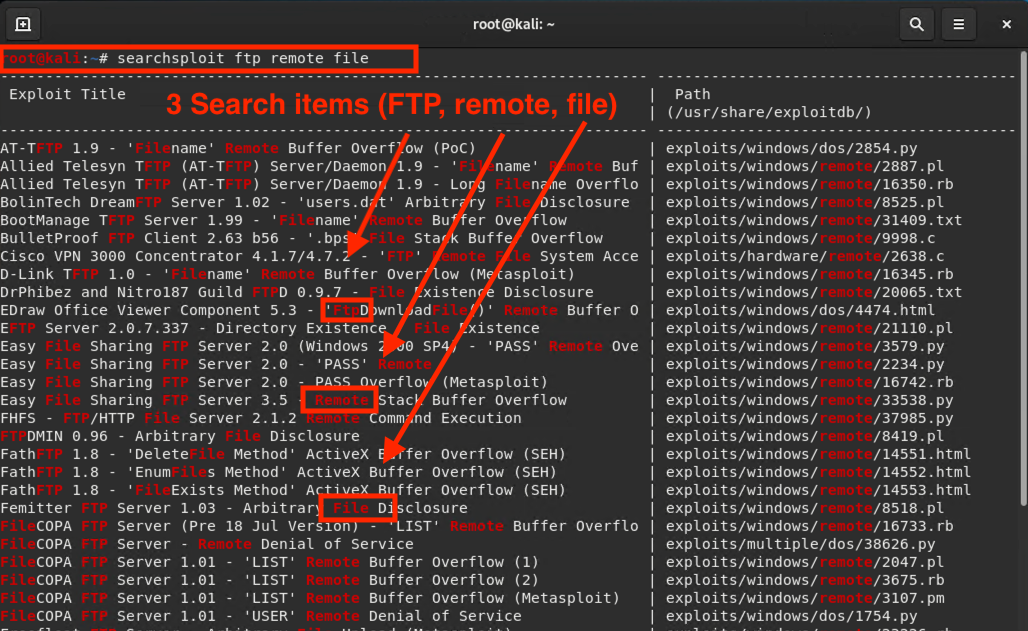 root@kali: ~
root@kali:~# searchsploit ftp remote file
Exploit Title | Path
3 Search items (FTP, remote, file)
| (/usr/share/exploitdb/)
AT-TFTP 1.9 - 'Filename' Remote Buffer Overflow (PoC) | exploits/windows/dos/2854.py
Allied Telesyn TFTP (AT-TFTP) Server/Daemon 1.9 - 'Filename' Remote Buf | exploits/windows/remote/2887.pl
Allied Telesyn TFTP (AT-TFTP) Server/Daemon 1.9 - Long Filename Overflo | exploits/windows/remote/16350.rb
BolinTech DreamFTP Server 1.02 - 'users.dat' Arbitrary File Disclosure | exploits/windows/remote/8525.pl
BootManage TFTP Server 1.99 - 'Filename' Remote Buffer Overflow | exploits/windows/remote/31409.txt
BulletProof FTP Client 2.63 b56 - '.bps' File Stack Buffer Overflow | exploits/windows/remote/9998.c
Cisco VPN 3000 Concentrator 4.1.7/4.7.2 - 'FTP' Remote File System Acce | exploits/hardware/remote/2638.c
D-Link TFTP 1.0 - 'Filename' Remote Buffer Overflow (Metasploit) | exploits/windows/remote/16345.rb
DrPhibez and Nitro187 Guild FTPD 0.9.7 - File Existence Disclosure | exploits/windows/remote/20065.txt
EDraw Office Viewer Component 5.3 - 'FtpDownloadFile()' Remote Buffer O | exploits/windows/dos/4474.html
EFTP Server 2.0.7.337 - Directory Existence / File Existence | exploits/windows/remote/21110.pl
Easy File Sharing FTP Server 2.0 (Windows 2000 SP4) - 'PASS' Remote Ove | exploits/windows/remote/3579.py
Easy File Sharing FTP Server 2.0 - 'PASS' Remote | exploits/windows/remote/2234.py
Easy File Sharing FTP Server 2.0 - PASS Overflow (Metasploit) | exploits/windows/remote/16742.rb
Easy File Sharing FTP Server 3.5 - Remote Stack Buffer Overflow | exploits/windows/remote/33538.py
FHFS - FTP/HTTP File Server 2.1.2 Remote Command Execution | exploits/windows/remote/37985.py
FTPDMIN 0.96 - Arbitrary File Disclosure | exploits/windows/remote/8419.pl
FathFTP 1.8 - 'DeleteFile Method' ActiveX Buffer Overflow (SEH) | exploits/windows/remote/14551.html
FathFTP 1.8 - 'EnumFiles Method' ActiveX Buffer Overflow (SEH) | exploits/windows/remote/14552.html
FathFTP 1.8 - 'FileExists Method' ActiveX Buffer Overflow (SEH) | exploits/windows/remote/14553.html
Femitter FTP Server 1.03 - Arbitrary File Disclosure | exploits/windows/remote/8518.pl
FileCOPA FTP Server (Pre 18 Jul Version) - 'LIST' Remote Buffer Overflo | exploits/windows/remote/16733.rb
FileCOPA FTP Server - Remote Denial of Service | exploits/multiple/dos/38626.py
FileCOPA FTP Server 1.01 - 'LIST' Remote Buffer Overflow (1) | exploits/windows/remote/2047.pl
FileCOPA FTP Server 1.01 - 'LIST' Remote Buffer Overflow (2) | exploits/windows/remote/3675.rb
FileCOPA FTP Server 1.01 - 'LIST' Remote Buffer Overflow (Metasploit) | exploits/windows/remote/3107.pm
FileCOPA FTP Server 1.01 - 'USER' Remote Denial of Service | exploits/windows/dos/1754.py